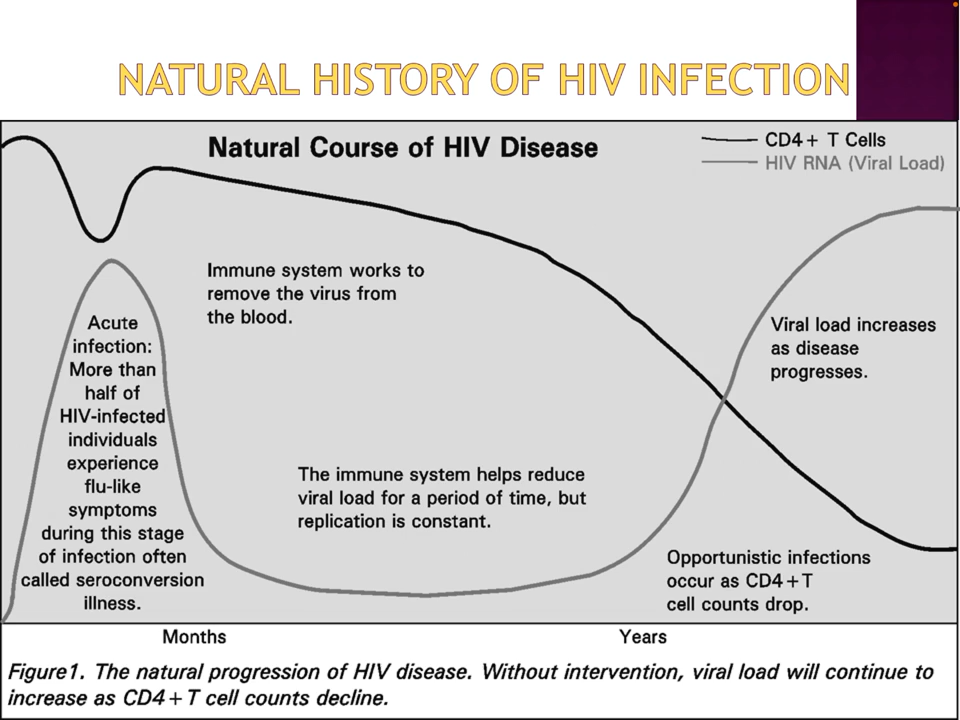 NATURAL HISTORY OF HIV INFECTION
Natural Course of HIV Disease
CD4+ T Cells
HIV RNA (Viral Load)
Immune system works to
remove the virus from
the blood.
Acute
infection:
More than
half of
HIV-infected
individuals
experience
flu-like
symptoms
during this stage
of infection often
called seroconversion
illness.
The immune system helps reduce
viral load for a period of time, but
replication is constant.
Viral load increases
as disease
progresses.
Opportunistic infections
occur as CD4+T
cell counts drop.
Months
Years
Figure1. The natural progression of HIV disease. Without intervention, viral load will continue to
increase as CD4+T cell counts decline.